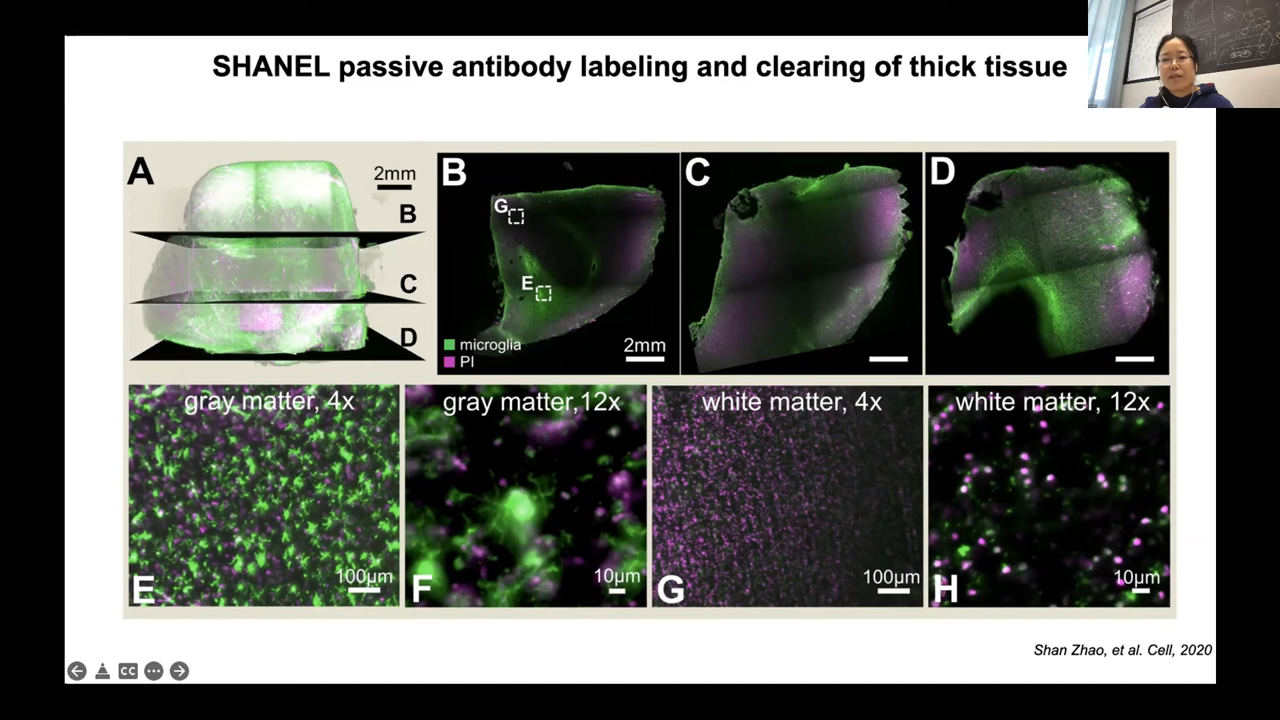 SHANEL passive antibody labeling and clearing of thick tissue
A
2mm
B
C
D
B
G
E
microglia
PI
2mm
C
D
gray matter, 4x
E
100µm
gray matter,12x
F
10µm
white matter, 4x
G
100µm
white matter, 12x
H
10µm
Shan Zhao, et al. Cell, 2020
CC